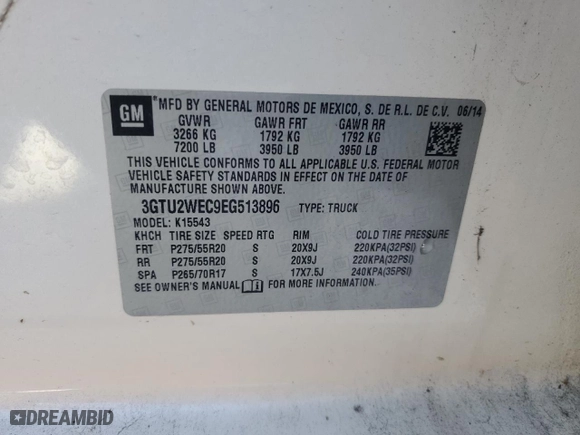 GM
MFD BY GENERAL MOTORS DE MEXICO, S. DE R.L. DE C.V. 06/14
GVWR GAWR FRT GAWR RR
3266 KG 1792 KG 1792 KG
7200 LB 3950 LB 3950 LB
THIS VEHICLE CONFORMS TO ALL APPLICABLE U.S. FEDERAL MOTOR
VEHICLE SAFETY STANDARDS IN EFFECT ON THE DATE OF
MANUFACTURE SHOWN ABOVE.
3GTU2WEC9EG513896 TYPE: TRUCK
MODEL: K15543
KHCH TIRE SIZE SPEED RTG RIM COLD TIRE PRESSURE
FRT P275/55R20 S 20X9J 220KPA(32PSI)
RR P275/55R20 S 20X9J 220KPA(32PSI)
SPA P265/70R17 S 17X7.5J 240KPA(35PSI)
SEE OWNER'S MANUAL FOR MORE INFORMATION.
DREAMBID